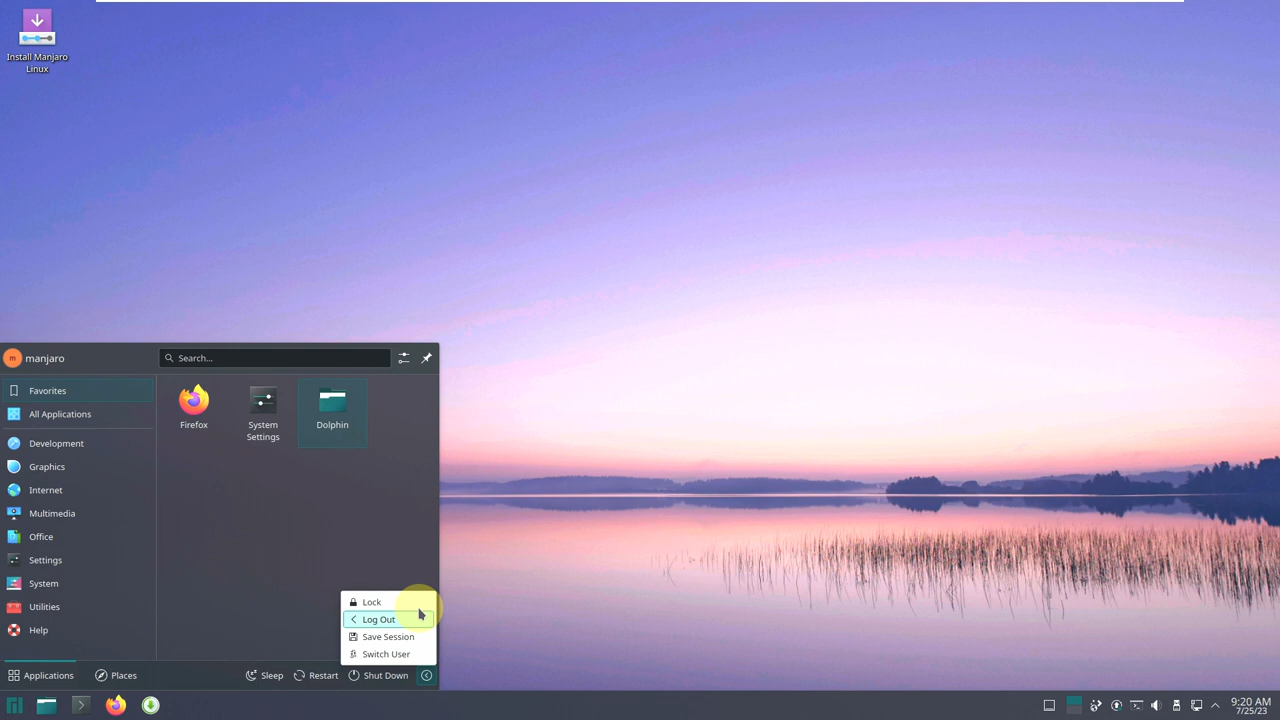 Install Manjaro
Linux
m
manjaro
Search...
Favorites
All Applications
Development
Graphics
Internet
Multimedia
Office
Settings
System
Utilities
Help
Firefox
System
Settings
Dolphin
Lock
Log Out
Save Session
Switch User
Applications
Places
Sleep
Restart
Shut Down
9:20 AM
7/25/23